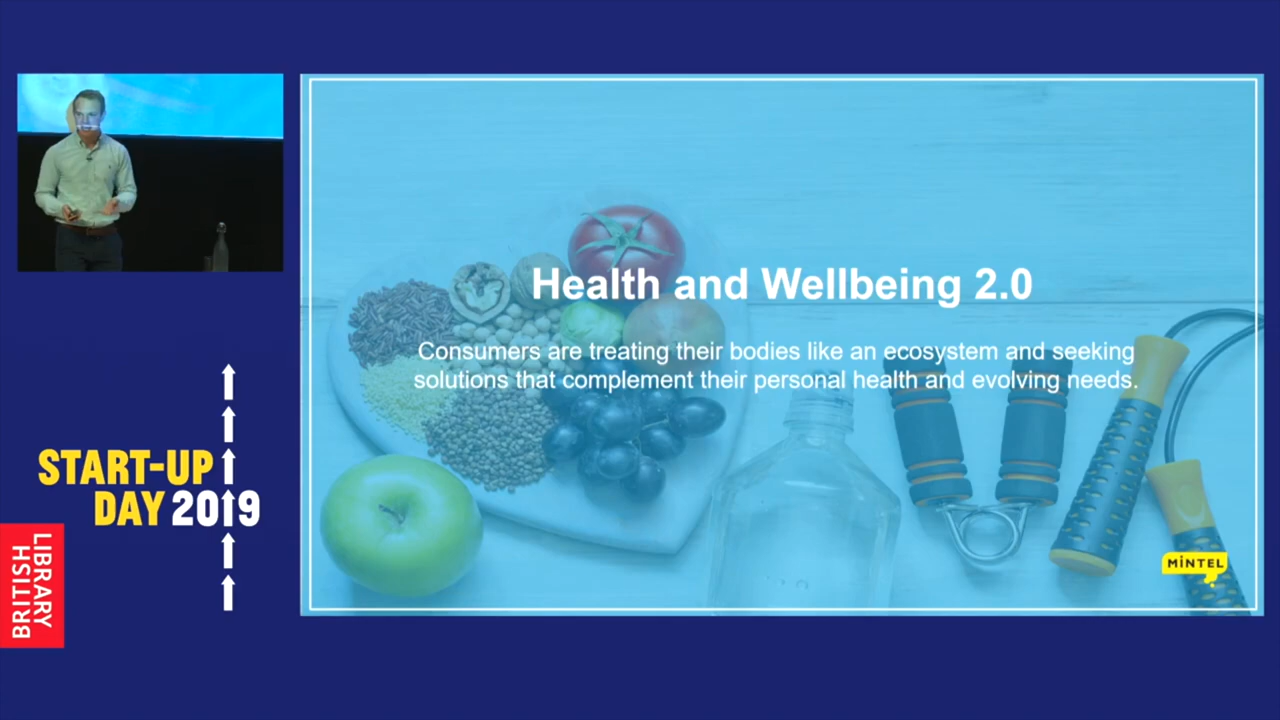 Health and Wellbeing 2.0
Consumers are treating their bodies like an ecosystem and seeking
solutions that complement their personal health and evolving needs.
MINTEL
START-UP
DAY 2019
LIBRARY
BRITISH